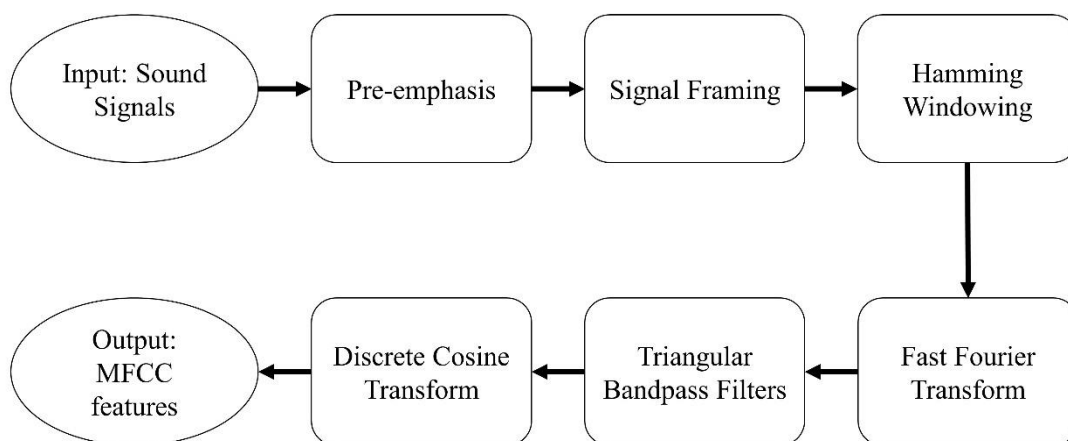 Input: Sound
Signals
Pre-emphasis
Signal Framing
Hamming
Windowing
Fast Fourier
Transform
Triangular
Bandpass Filters
Discrete Cosine
Transform
Output:
MFCC
features